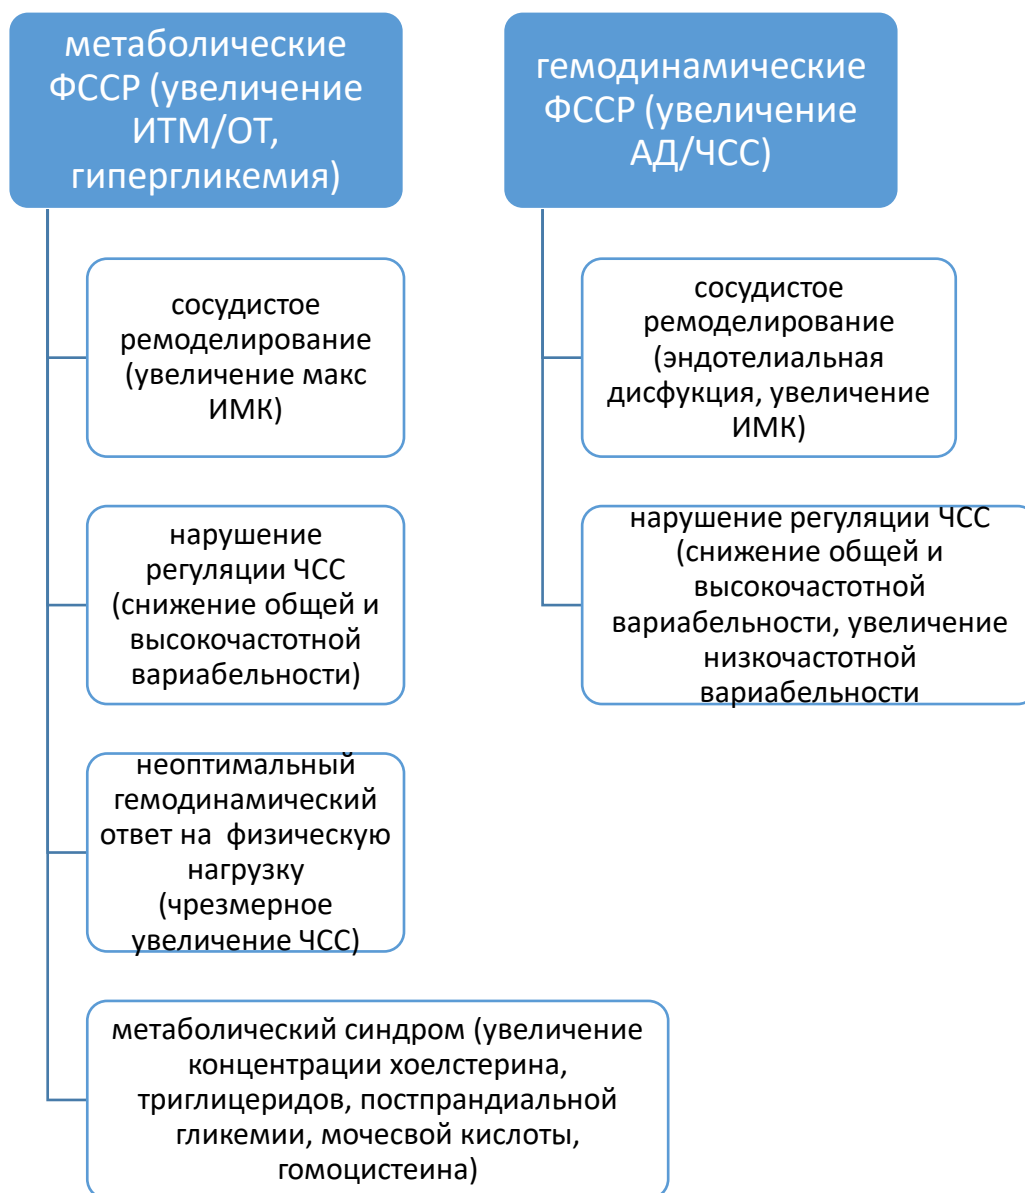 метаболические
ФССР (увеличение
ИТМ/ОТ,
гипергликемия)
сосудистое
ремоделирование
(увеличение макс
ИМК)
нарушение
регуляции ЧСС
(снижение общей и
высокочастотной
вариабельности)
неоптимальный
гемодинамический
ответ на физическую
нагрузку
(чрезмерное
увеличение ЧСС)
метаболический синдром (увеличение
концентрации хоелстерина,
триглицеридов, постпрандиальной
гликемии, мочесвой кислоты,
гомоцистеина)
гемодинамические
ФССР (увеличение
АД/ЧСС)
сосудистое
ремоделирование
(эндотелиальная
дисфукция, увеличение
ИМК)
нарушение регуляции ЧСС
(снижение общей и
высокочастотной
вариабельности, увеличение
низкочастотной
вариабельности